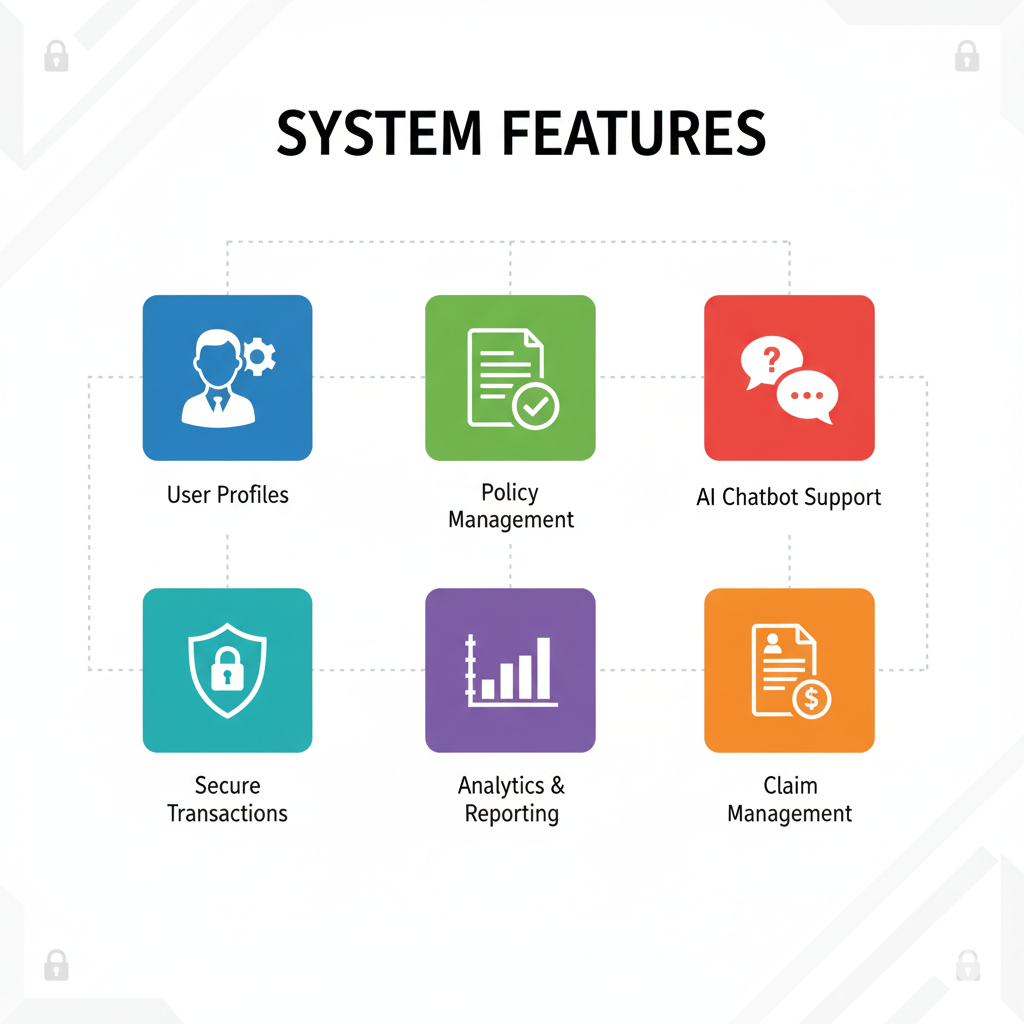 SYSTEM FEATURES
User Profiles
Policy
Management
AI Chatbot Support
?
$
Secure
Transactions
Analytics &
Reporting
Claim
Management